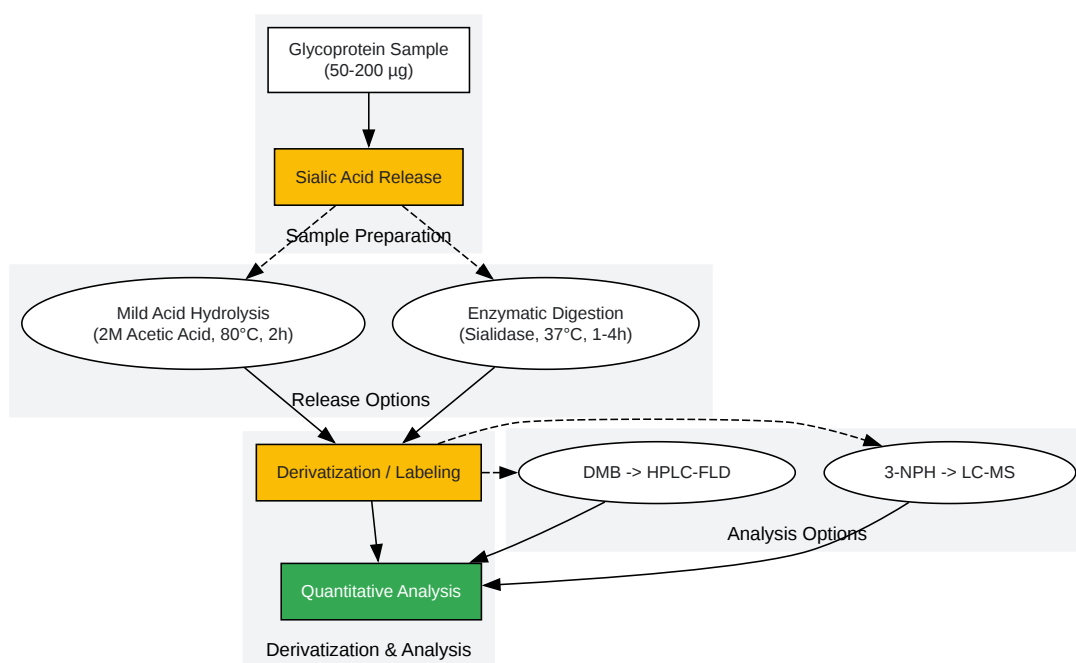 Glycoprotein Sample
(50-200 µg)
Sialic Acid Release
Sample Preparation
Mild Acid Hydrolysis
(2M Acetic Acid, 80°C, 2h)
Enzymatic Digestion
(Sialidase, 37°C, 1-4h)
Release Options
Derivatization / Labeling
DMB -> HPLC-FLD
3-NPH -> LC-MS
Analysis Options
Quantitative Analysis
Derivatization & Analysis